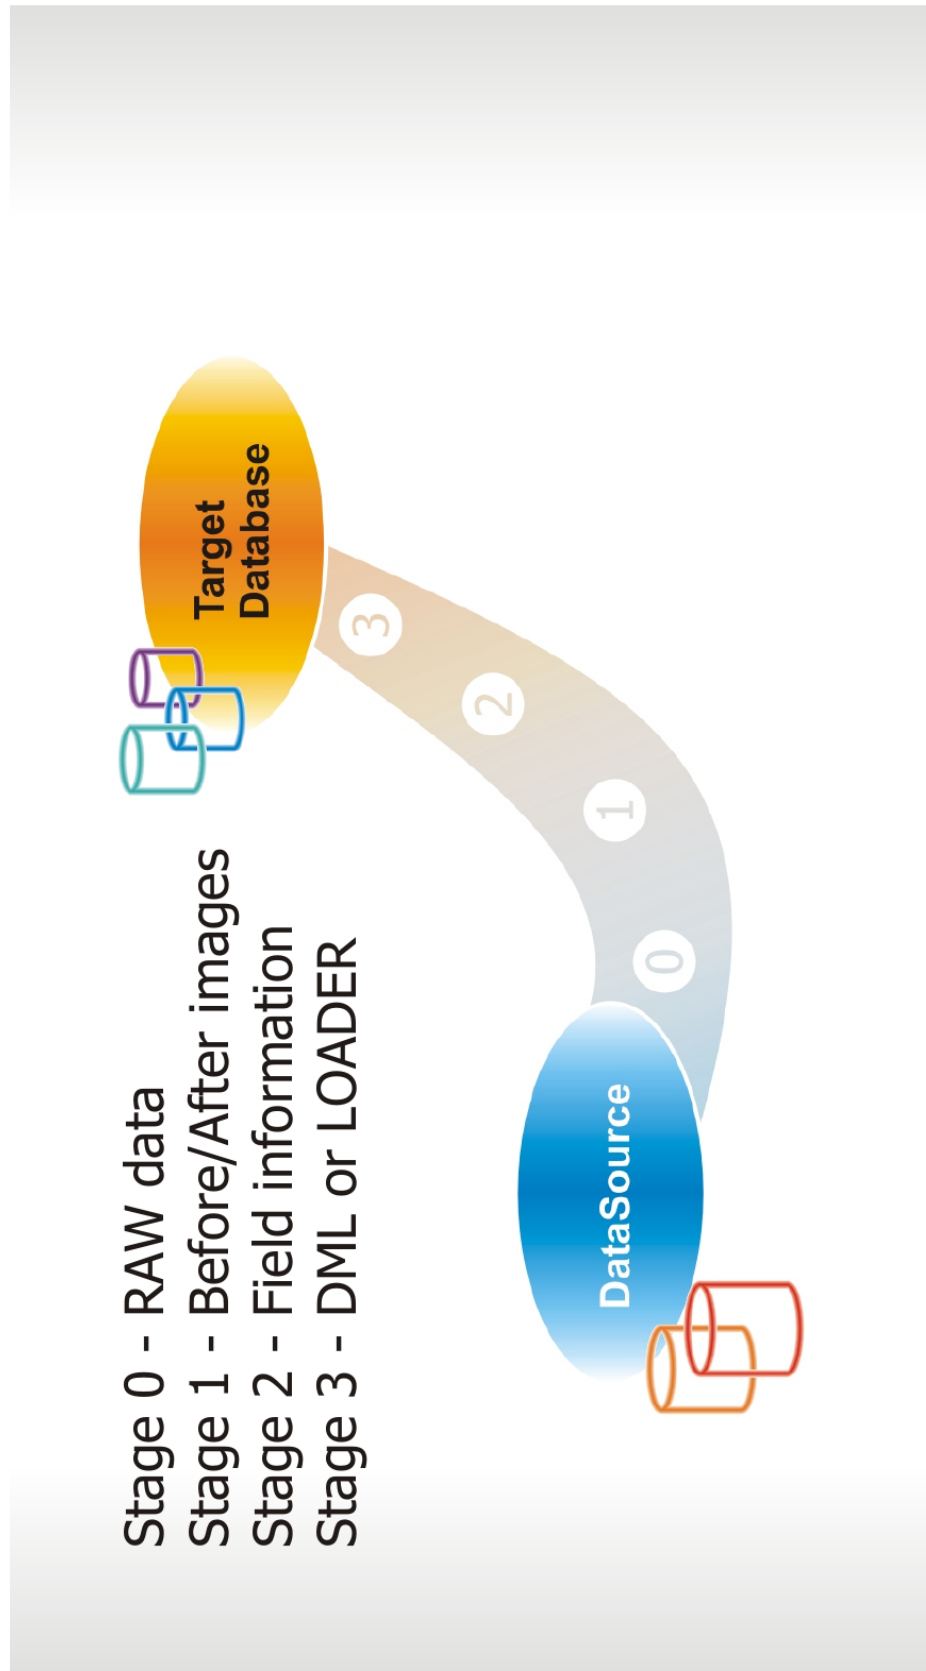 Stage 0 - RAW data
Stage 1 - Before/After images
Stage 2 - Field information
Stage 3 - DML or LOADER
Target
Database
3
2
1
0
DataSource